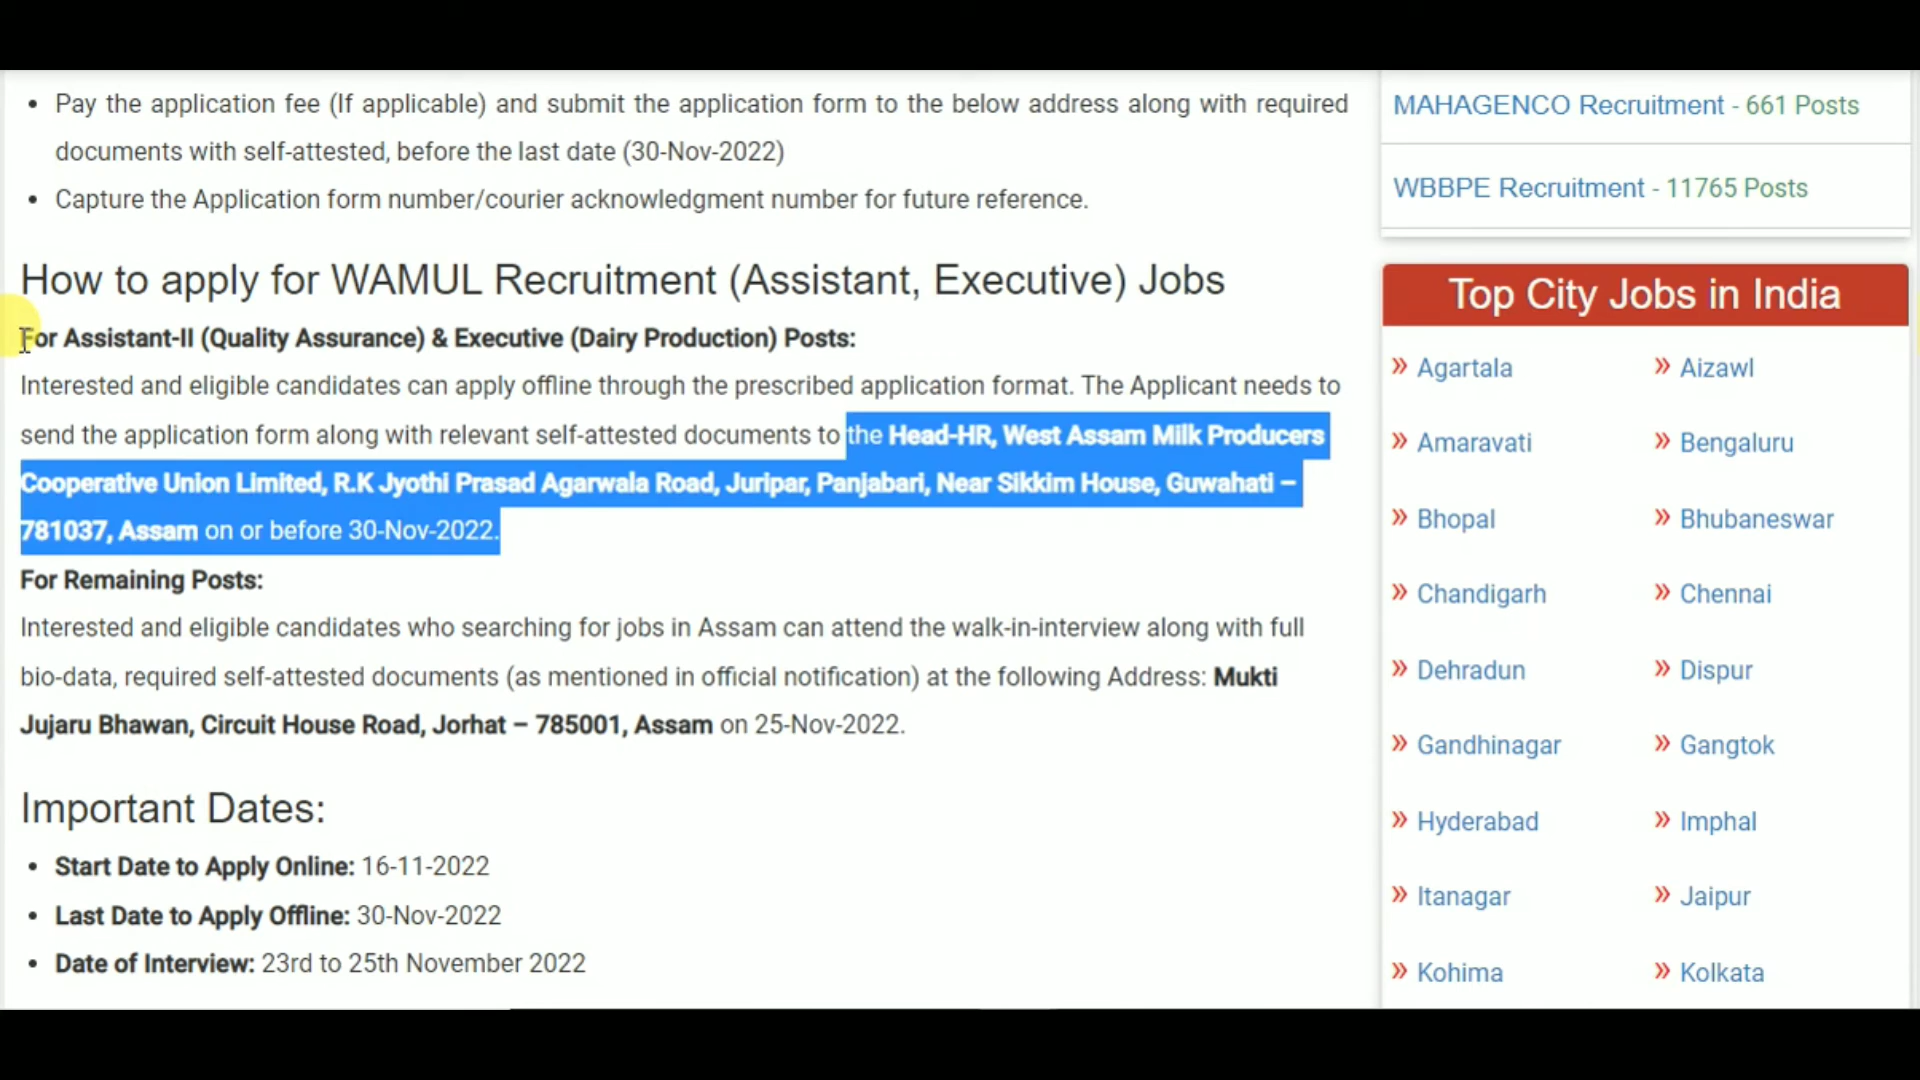 • Pay the application fee (If applicable) and submit the application form to the below address along with required
documents with self-attested, before the last date (30-Nov-2022)
• Capture the Application form number/courier acknowledgment number for future reference.
How to apply for WAMUL Recruitment (Assistant, Executive) Jobs
For Assistant-II (Quality Assurance) & Executive (Dairy Production) Posts:
Interested and eligible candidates can apply offline through the prescribed application format. The Applicant needs to
send the application form along with relevant self-attested documents to the Head-HR, West Assam Milk Producers
Cooperative Union Limited, R.K Jyothi Prasad Agarwala Road, Juripar, Panjabari, Near Sikkim House, Guwahati –
781037, Assam on or before 30-Nov-2022.
For Remaining Posts:
Interested and eligible candidates who searching for jobs in Assam can attend the walk-in-interview along with full
bio-data, required self-attested documents (as mentioned in official notification) at the following Address: Mukti
Jujaru Bhawan, Circuit House Road, Jorhat – 785001, Assam on 25-Nov-2022.
Important Dates:
• Start Date to Apply Online: 16-11-2022
• Last Date to Apply Offline: 30-Nov-2022
• Date of Interview: 23rd to 25th November 2022
MAHAGENCO Recruitment - 661 Posts
WBBPE Recruitment - 11765 Posts
Top City Jobs in India
» Agartala » Aizawl
» Amaravati » Bengaluru
» Bhopal » Bhubaneswar
» Chandigarh » Chennai
» Dehradun » Dispur
» Gandhinagar » Gangtok
» Hyderabad » Imphal
» Itanagar » Jaipur
» Kohima » Kolkata